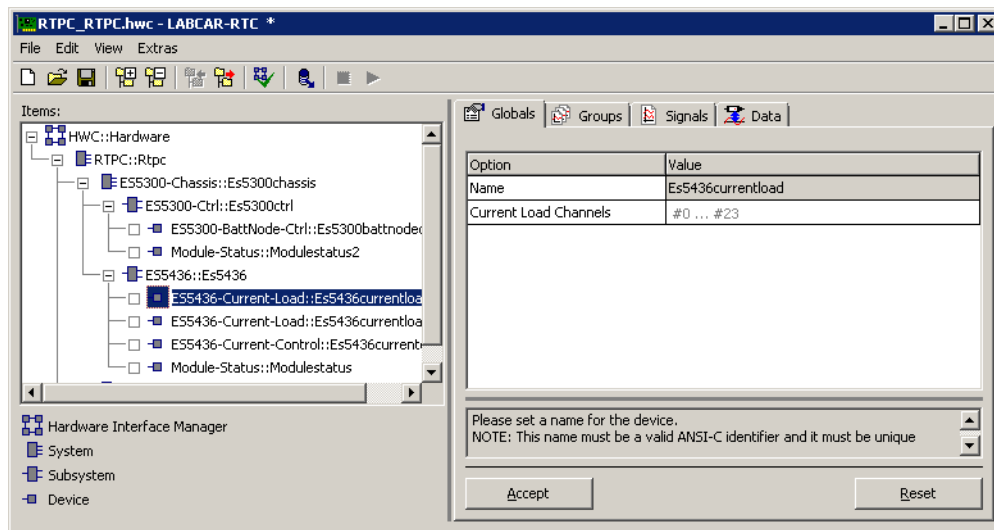 RTPC_RTPC.hwc - LABCAR-RTC *
File Edit View Extras
Items:
HWC::Hardware
RTPC::Rtpc
ES5300-Chassis::Es5300chassis
ES5300-Ctrl::Es5300ctrl
ES5300-BattNode-Ctrl::Es5300battnodec
Module-Status::Modulestatus2
ES5436::Es5436
ES5436-Current-Load::Es5436currentloa
ES5436-Current-Load::Es5436currentloa
ES5436-Current-Control::Es5436current
Module-Status::Modulestatus
Hardware Interface Manager
System
Subsystem
Device
Globals Groups Signals Data
Option Value
Name Es5436currentload
Current Load Channels #0 ... #23
Please set a name for the device.
NOTE: This name must be a valid ANSI-C identifier and it must be unique
Accept Reset